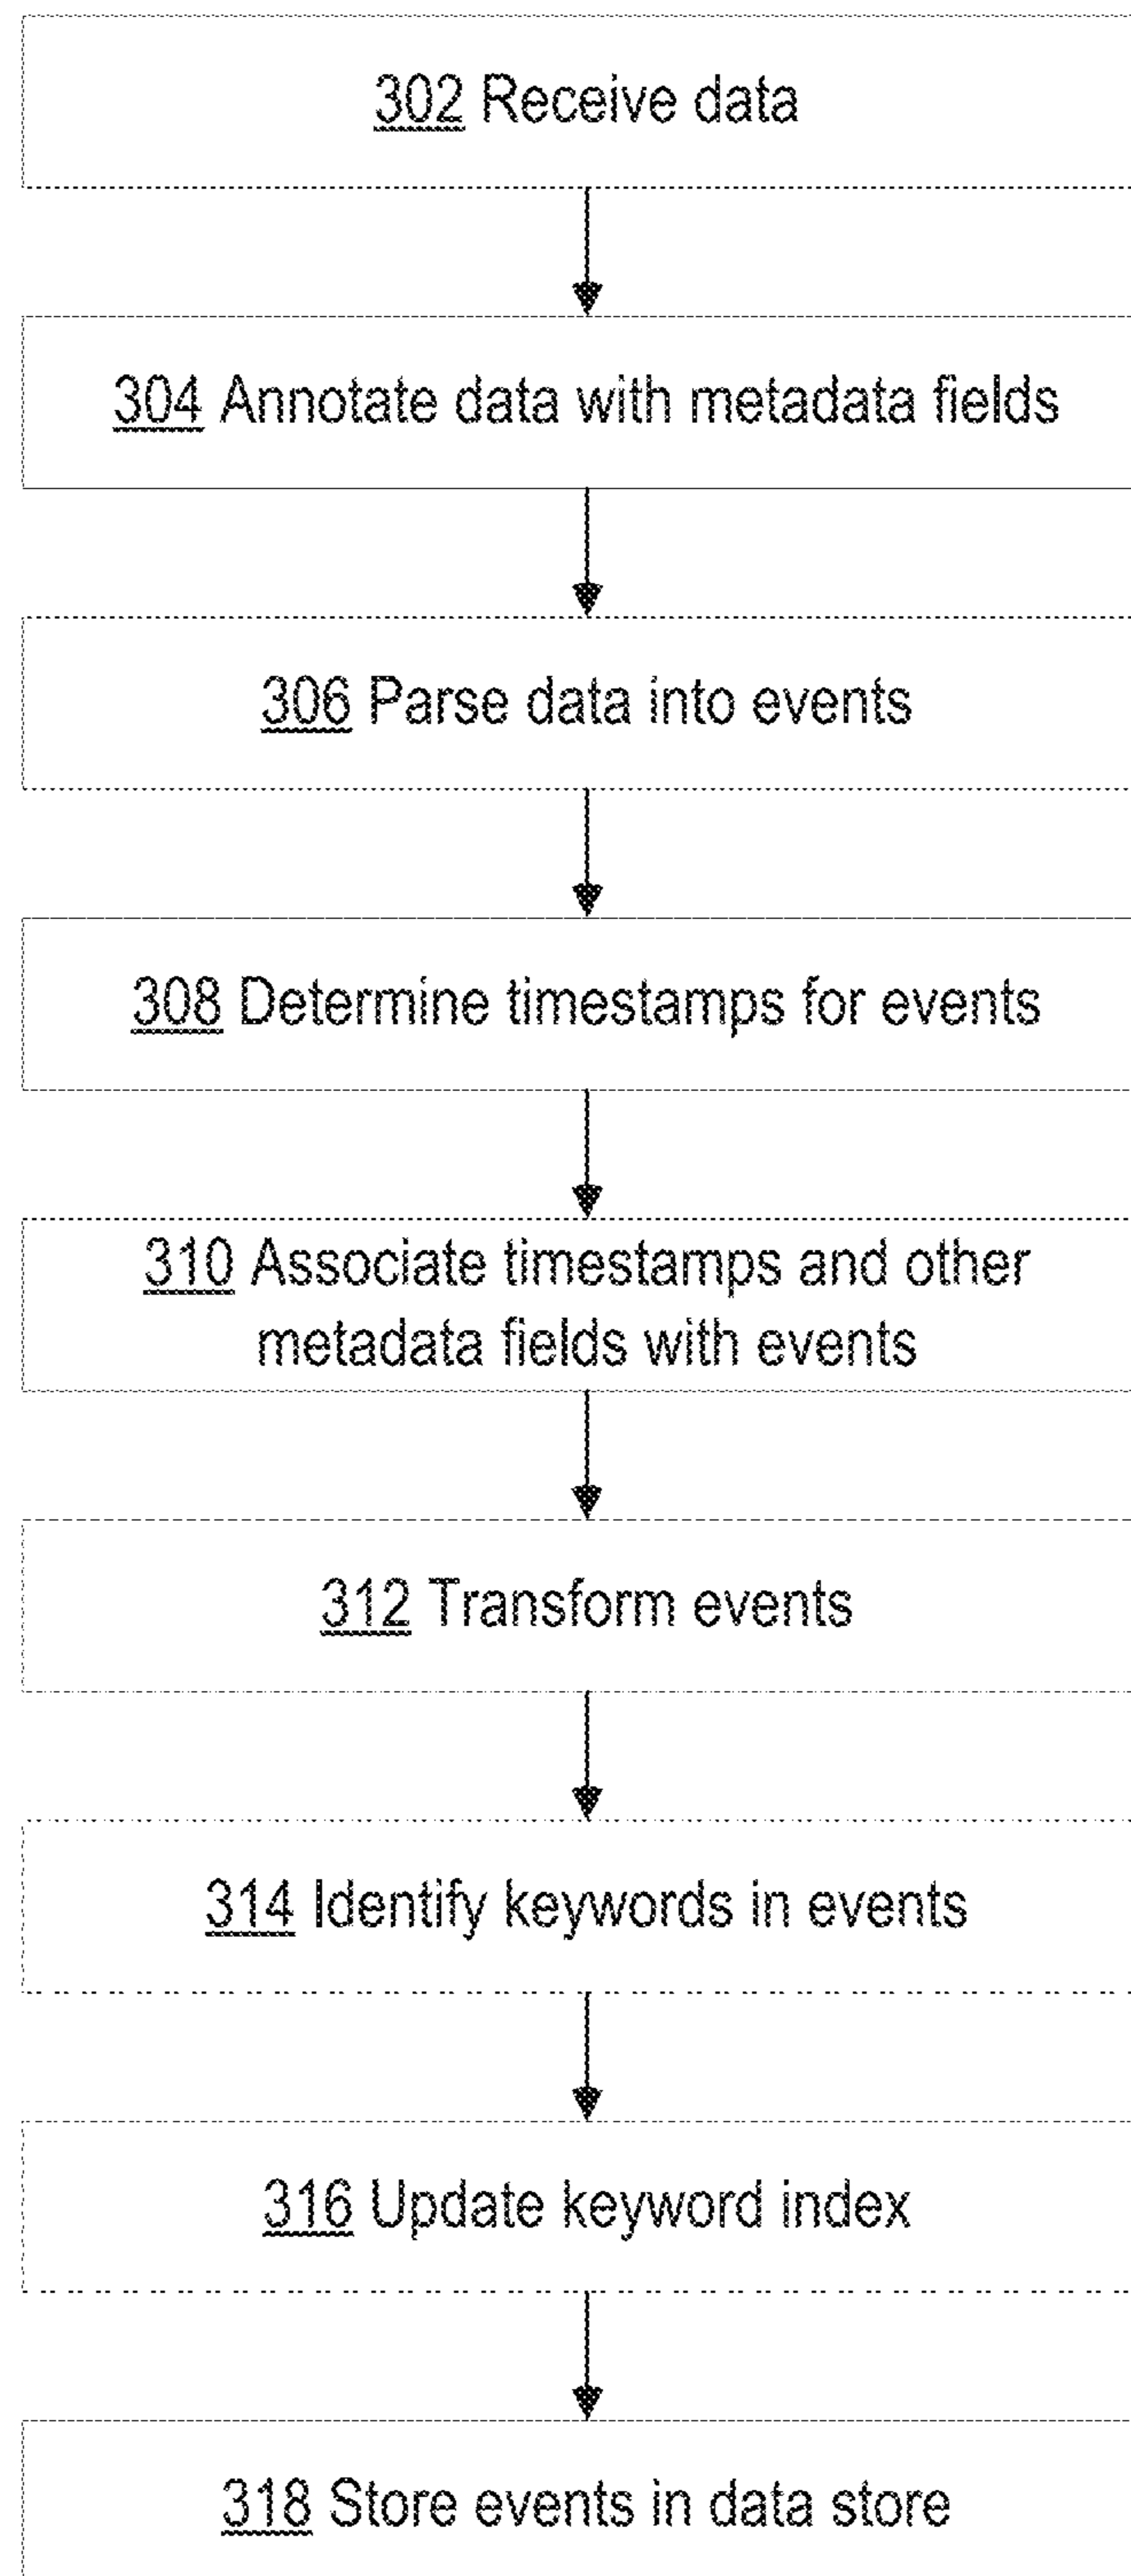 302 Receive data
304 Annotate data with metadata fields
306 Parse data into events
308 Determine timestamps for events
310 Associate timestamps and other
metadata fields with events
312 Transform events
314 Identify keywords in events
316 Update keyword index
318 Store events in data store